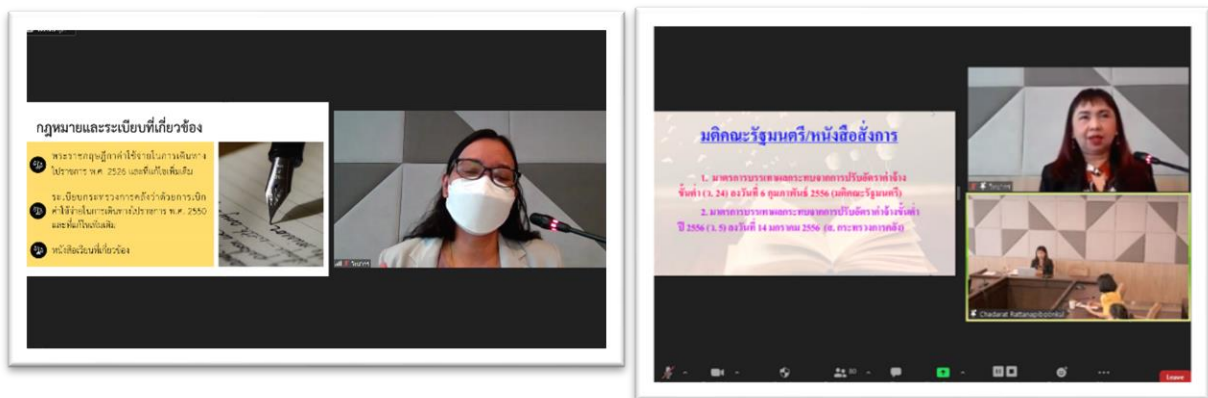 กฎหมายและระเบียบที่เกี่ยวข้อง
พระราชกฤษฎีกาค่าใช้จ่ายในการเดินทาง
ไปราชการ พ.ศ. 2526 และที่แก้ไขเพิ่มเติม
ระเบียบกระทรวงการคลังว่าด้วยการเบิก
ค่าใช้จ่ายในการเดินทางไปราชการ พ.ศ. 2550
และที่แก้ไขเพิ่มเติม
หนังสือเวียนที่เกี่ยวข้อง
วิทยากร
มติคณะรัฐมนตรี/หนังสือสั่งการ
1. มาตรการบรรเทาผลกระทบจากการปรับอัตราค่าจ้าง
ขั้นต่ำ (ว. 24) ลงวันที่ 6 กุมภาพันธ์ 2556 (มติคณะรัฐมนตรี)
2. มาตรการบรรเทาผลกระทบจากการปรับอัตราค่าจ้างขั้นต่ำ
ปี 2556 (ว. 5) ลงวันที่ 14 มกราคม 2556 (ส. กระทรวงการคลัง)
วิทยากร
Chadarat Rattanapiboonkul
30
Leave